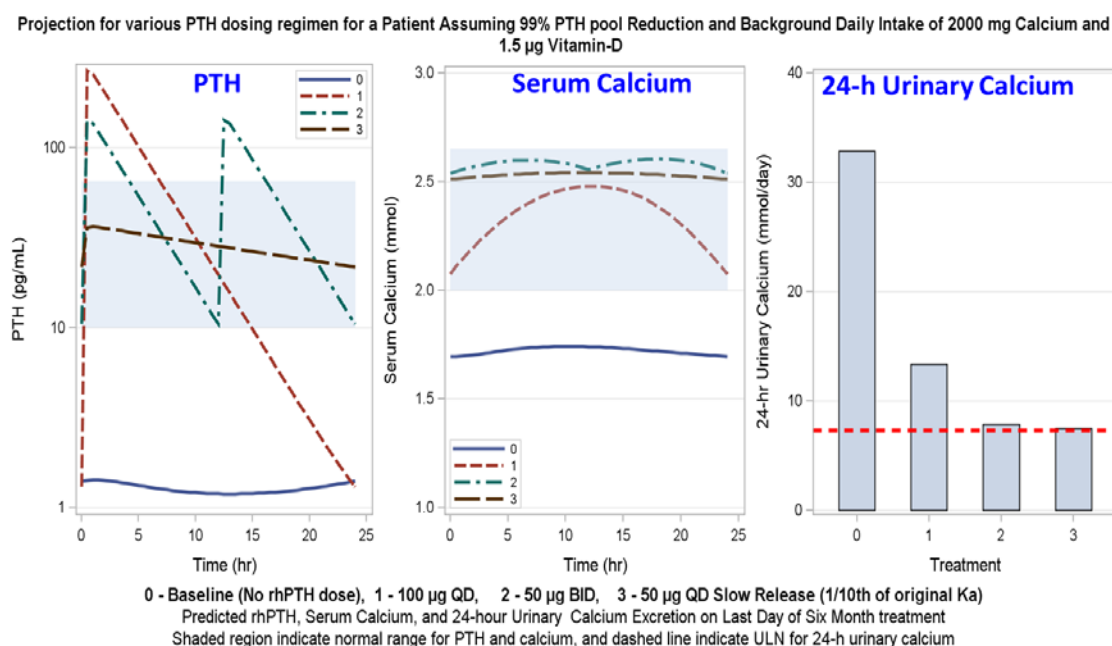 Projection for various PTH dosing regimen for a Patient Assuming 99% PTH pool Reduction and Background Daily Intake of 2000 mg Calcium and
1.5 µg Vitamin-D
PTH
0
1
2
3
PTH (pg/mL)
100
10
1
0 5 10 15 20 25
Time (hr)
Serum Calcium
Serum Calcium (mmol)
3.0
2.5
2.0
1.5
1.0
0
1
2
3
0 5 10 15 20 25
Time (hr)
24-h Urinary Calcium
24-hr Urinary Calcium (mmol/day)
40
30
20
10
0
0 1 2 3
Treatment
0 - Baseline (No rhPTH dose), 1 - 100 µg QD, 2 - 50 µg BID, 3 - 50 µg QD Slow Release (1/10th of original Ka)
Predicted rhPTH, Serum Calcium, and 24-hour Urinary Calcium Excretion on Last Day of Six Month treatment
Shaded region indicate normal range for PTH and calcium, and dashed line indicate ULN for 24-h urinary calcium